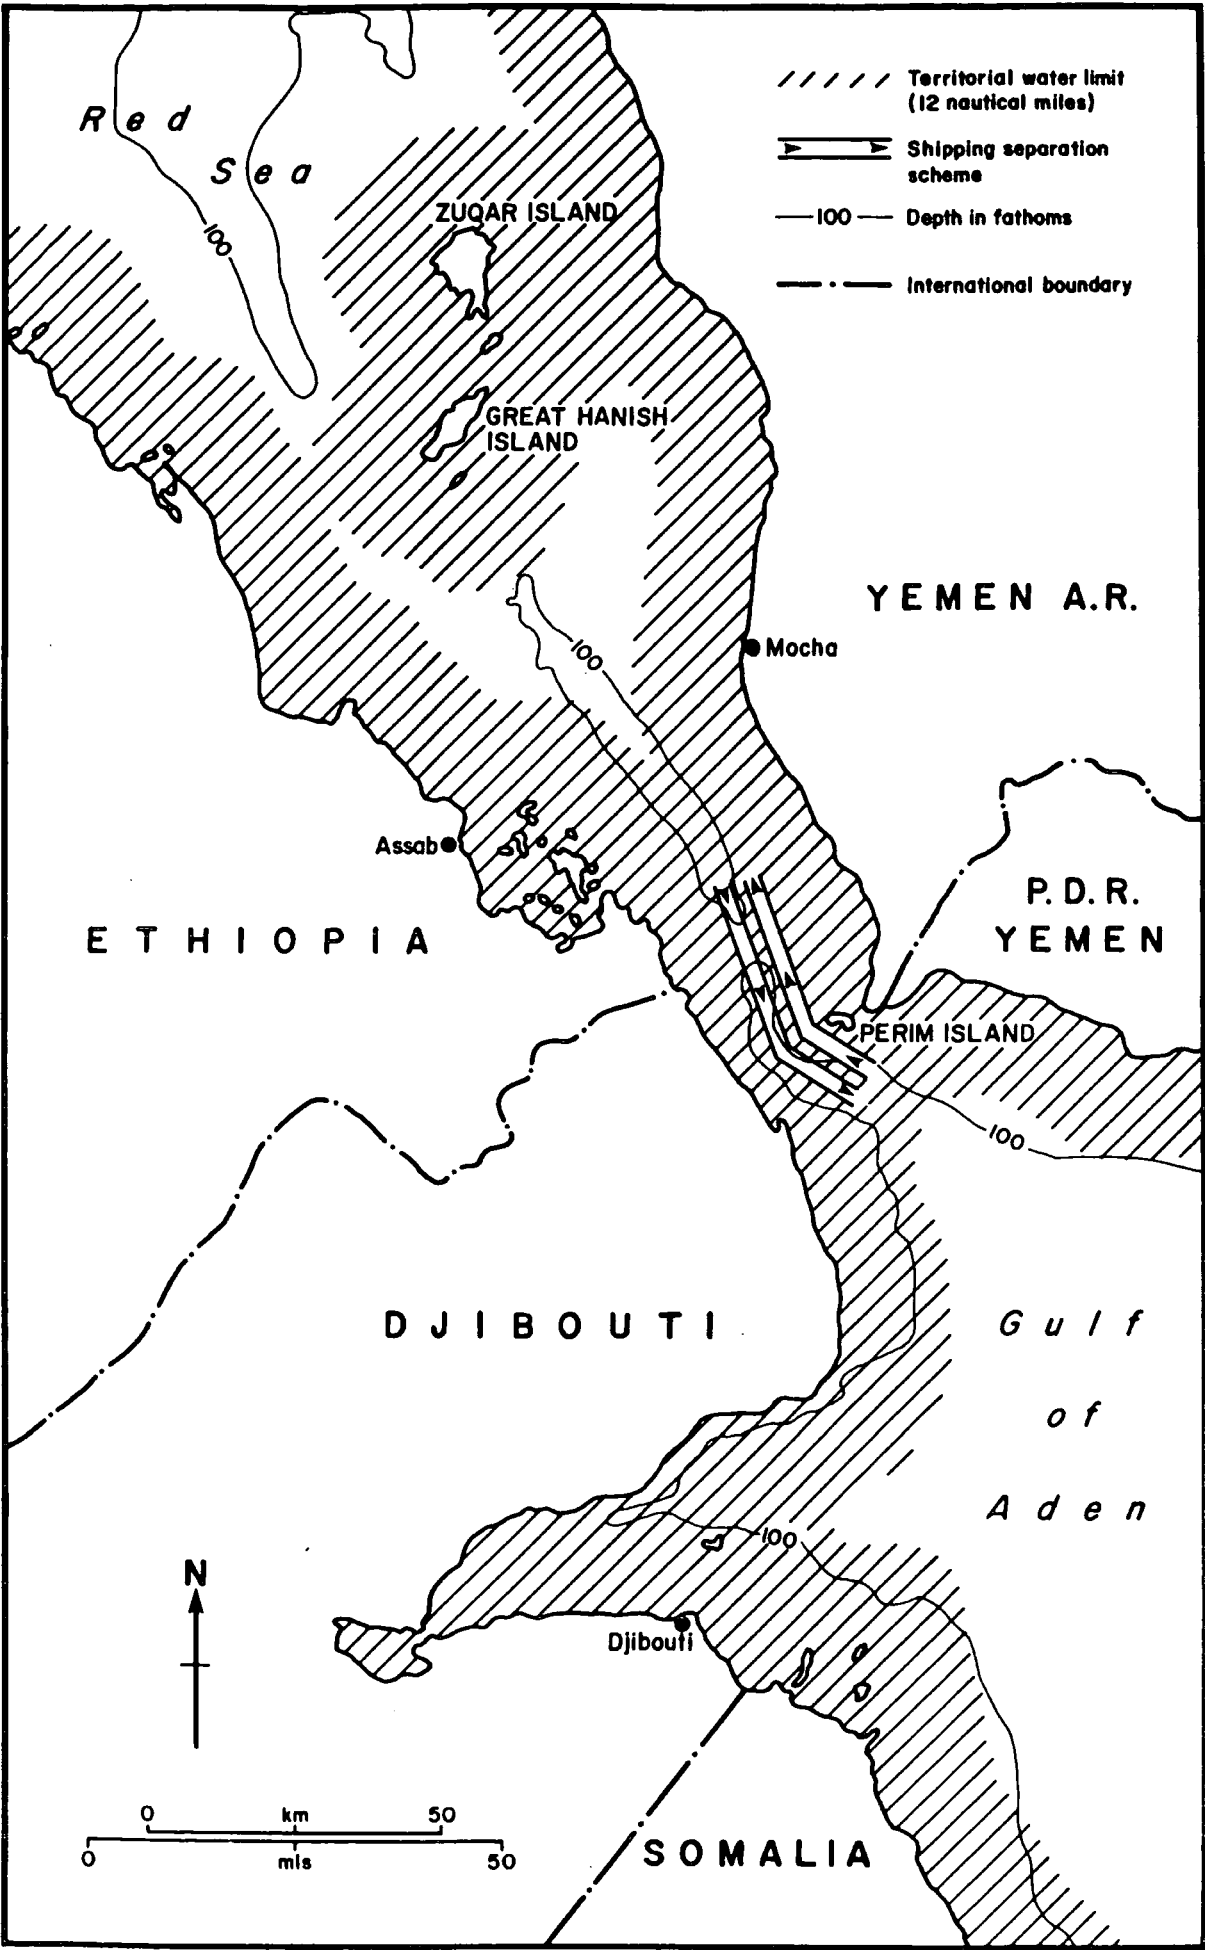 Territorial water limit
(12 nautical miles)
Shipping separation
scheme
100 Depth in fathoms
International boundary
Red
Sea
100
ZUQAR ISLAND
GREAT HANISH
ISLAND
YEMEN A.R.
100
Mocha
Assab
P.D.R.
YEMEN
ETHIOPIA
PERIM ISLAND
100
DJIBOUTI
Gulf
of
Aden
100
N
Djibouti
0 km 50
0 mls 50
SOMALIA